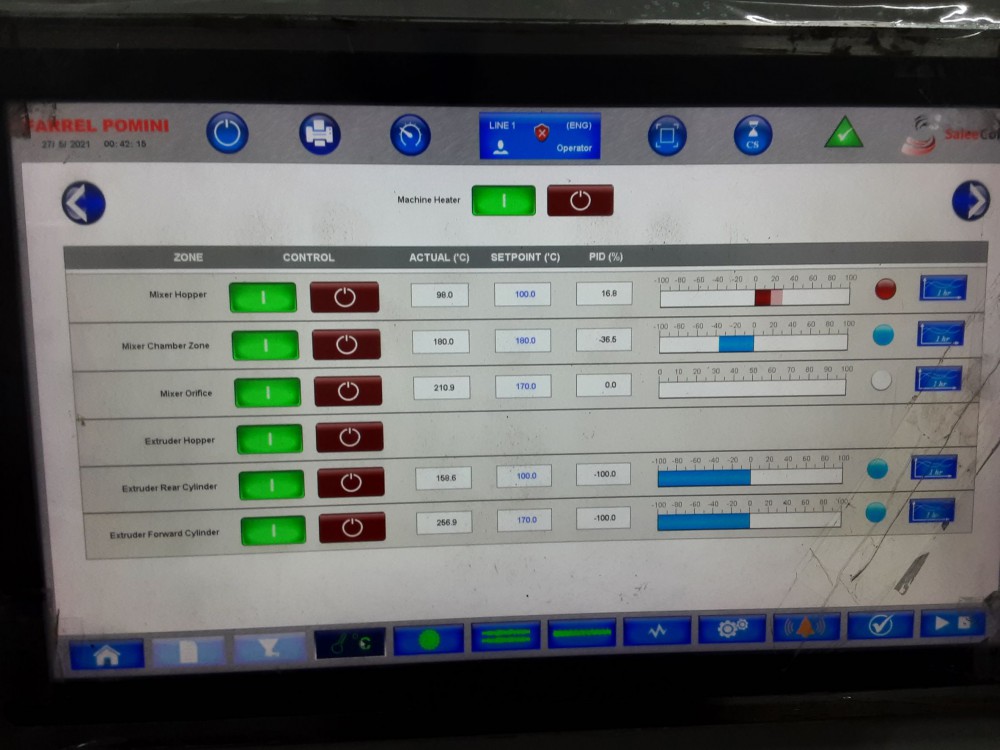 FARREL POMINI
27/ 5/ 2021 00: 42: 15
LINE 1 (ENG)
Operator
CS
Machine Heater
ZONE CONTROL ACTUAL (°C) SETPOINT (°C) PID (%)
Mixer Hopper 98.0 100.0 16.8
-100 -80 -60 -40 -20 0 20 40 60 80 100
1 hr
Mixer Chamber Zone 180.0 180.0 -36.5
-100 -80 -60 -40 -20 0 20 40 60 80 100
1 hr
Mixer Orifice 210.9 170.0 0.0
0 10 20 30 40 50 60 70 80 90 100
1 hr
Extruder Hopper
Extruder Rear Cylinder 158.6 100.0 -100.0
-100 -80 -60 -40 -20 0 20 40 60 80 100
1 hr
Extruder Forward Cylinder 256.9 170.0 -100.0
-100 -80 -60 -40 -20 0 20 40 60 80 100
1 hr
°C